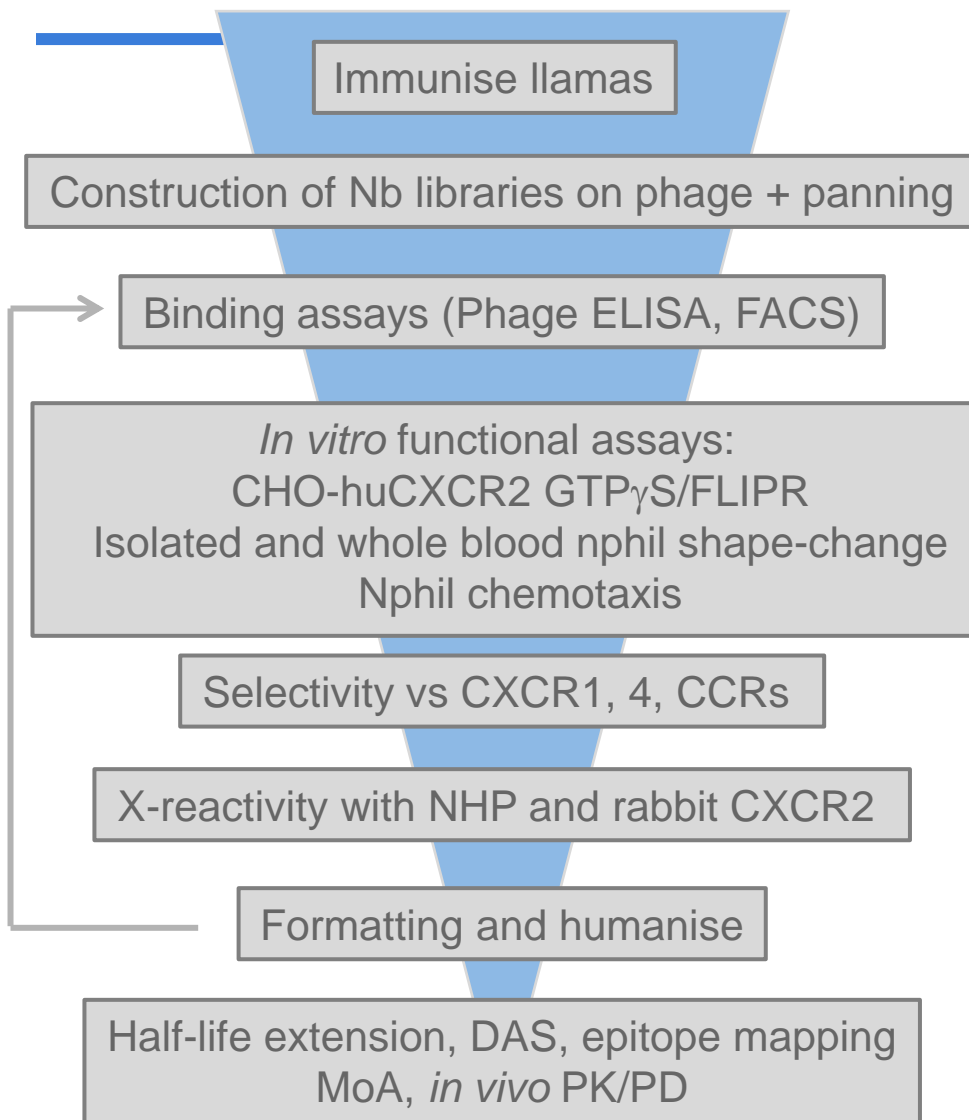 Immunise llamas
Construction of Nb libraries on phage + panning
Binding assays (Phage ELISA, FACS)
In vitro functional assays:
CHO-huCXCR2 GTPγS/FLIPR
Isolated and whole blood nphil shape-change
Nphil chemotaxis
Selectivity vs CXCR1, 4, CCRs
X-reactivity with NHP and rabbit CXCR2
Formatting and humanise
Half-life extension, DAS, epitope mapping
MoA, in vivo PK/PD